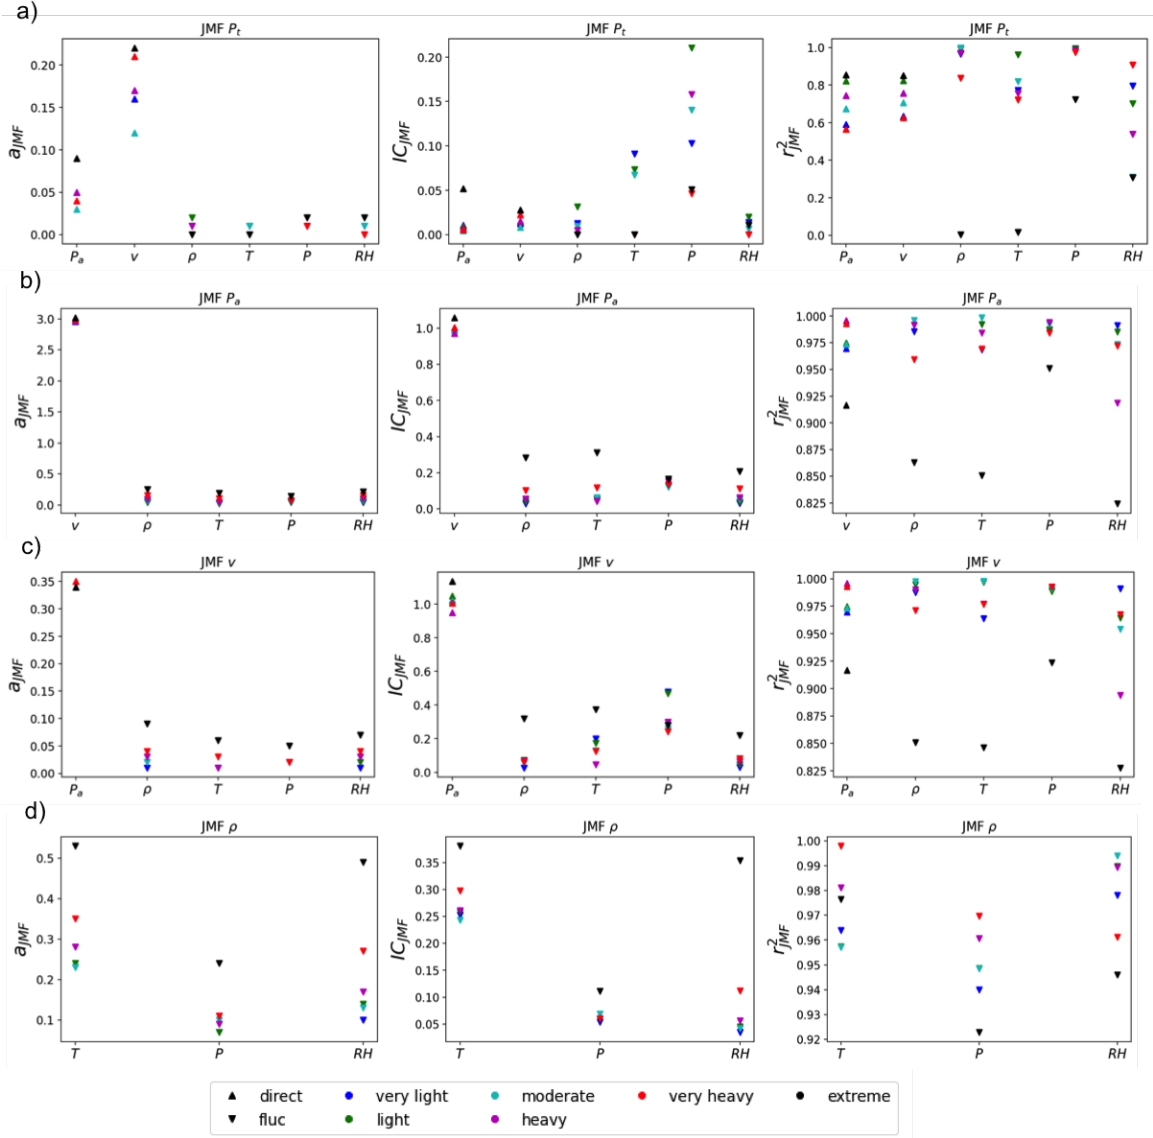 a)
JMF P_t
JMF P_t
JMF P_t
a_JMF
0.20
0.15
0.10
0.05
0.00
P_a v ρ T P RH
IC_JMF
0.20
0.15
0.10
0.05
0.00
P_a v ρ T P RH
r²_JMF
1.0
0.8
0.6
0.4
0.2
0.0
P_a v ρ T P RH
b)
JMF P_a
JMF P_a
JMF P_a
a_JMF
3.0
2.5
2.0
1.5
1.0
0.5
0.0
v ρ T P RH
IC_JMF
1.0
0.8
0.6
0.4
0.2
0.0
v ρ T P RH
r²_JMF
1.000
0.975
0.950
0.925
0.900
0.875
0.850
0.825
v ρ T P RH
c)
JMF v
JMF v
JMF v
a_JMF
0.35
0.30
0.25
0.20
0.15
0.10
0.05
0.00
P_a ρ T P RH
IC_JMF
1.0
0.8
0.6
0.4
0.2
0.0
P_a ρ T P RH
r²_JMF
1.000
0.975
0.950
0.925
0.900
0.875
0.850
0.825
P_a ρ T P RH
d)
JMF ρ
JMF ρ
JMF ρ
a_JMF
0.5
0.4
0.3
0.2
0.1
T P RH
IC_JMF
0.35
0.30
0.25
0.20
0.15
0.10
0.05
T P RH
r²_JMF
1.00
0.99
0.98
0.97
0.96
0.95
0.94
0.93
0.92
T P RH
direct very light moderate very heavy extreme
fluc light heavy